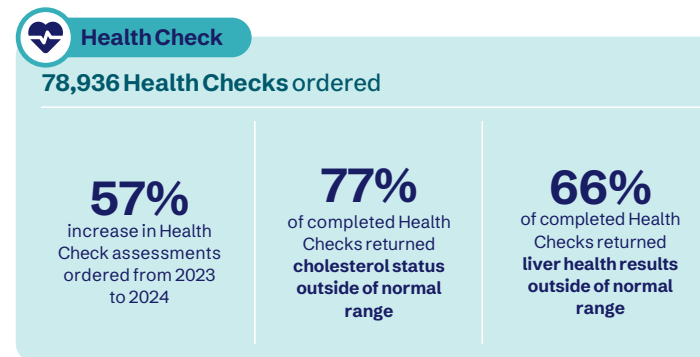 Health Check
78,936 Health Checks ordered
57%
increase in Health
Check assessments
ordered from 2023
to 2024
77%
of completed Health
Checks returned
cholesterol status
outside of normal
range
66%
of completed Health
Checks returned
liver health results
outside of normal
range